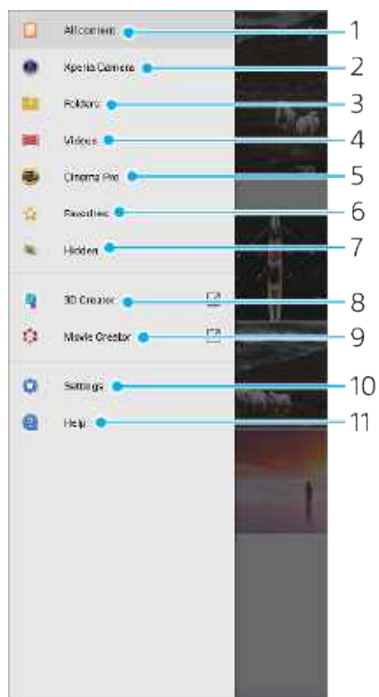 All content 1
Xperia Camera 2
Folders 3
Videos 4
Cinema Pro 5
Favorites 6
Hidden 7
3D Creator 8
Movie Creator 9
Settings 10
Help 11